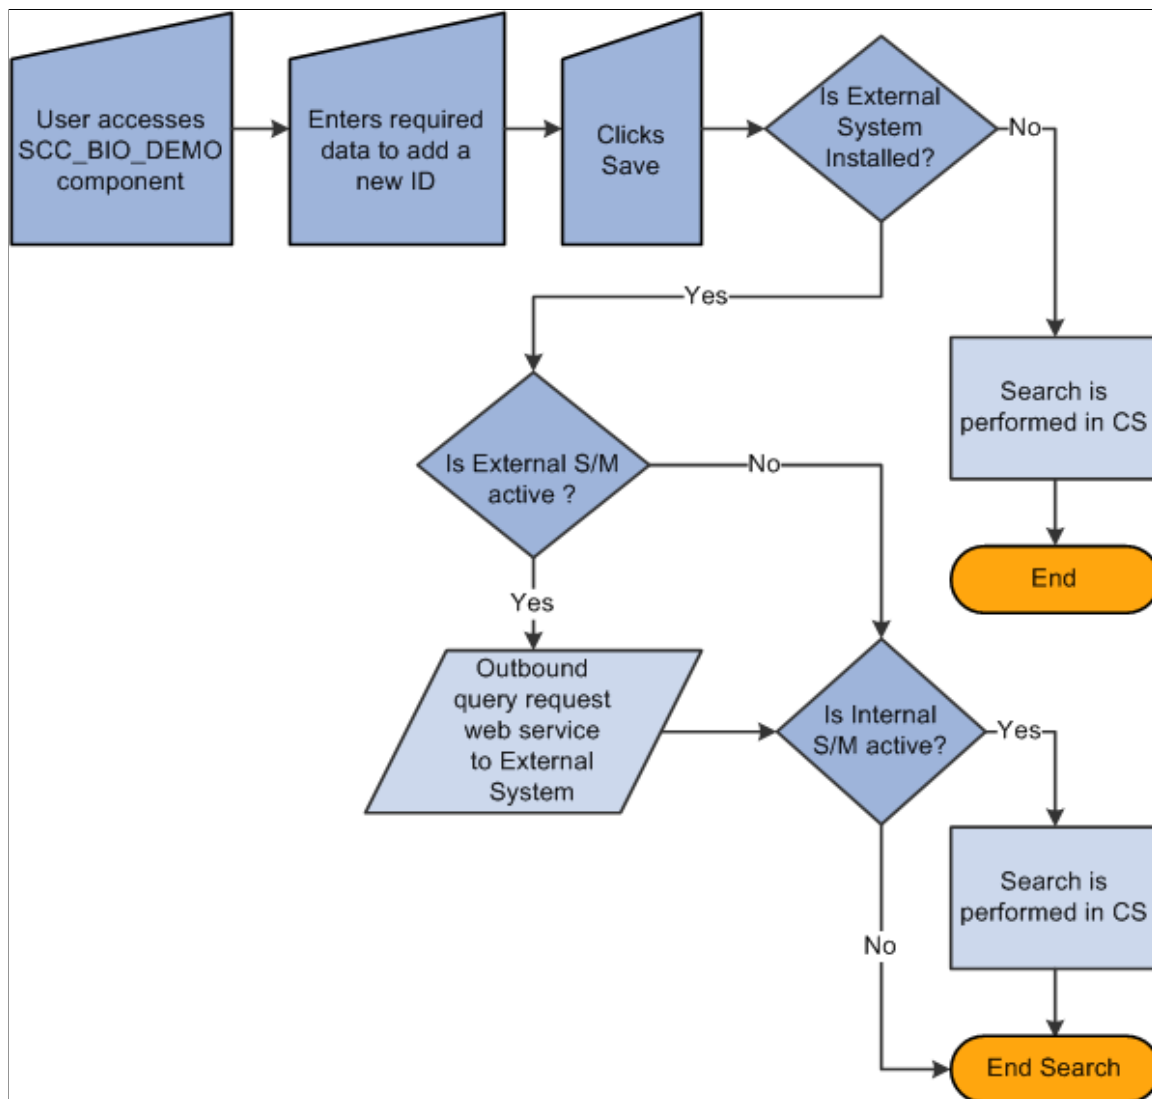 User accesses
SCC_BIO_DEMO
component
Enters required
data to add a
new ID
Clicks
Save
Is External
System
Installed?
No
Yes
Search is
performed in CS
Is External S/M
active ?
No
End
Yes
Outbound
query request
web service
to External
System
Is Internal
S/M active?
Yes
Search is
performed in CS
No
End Search